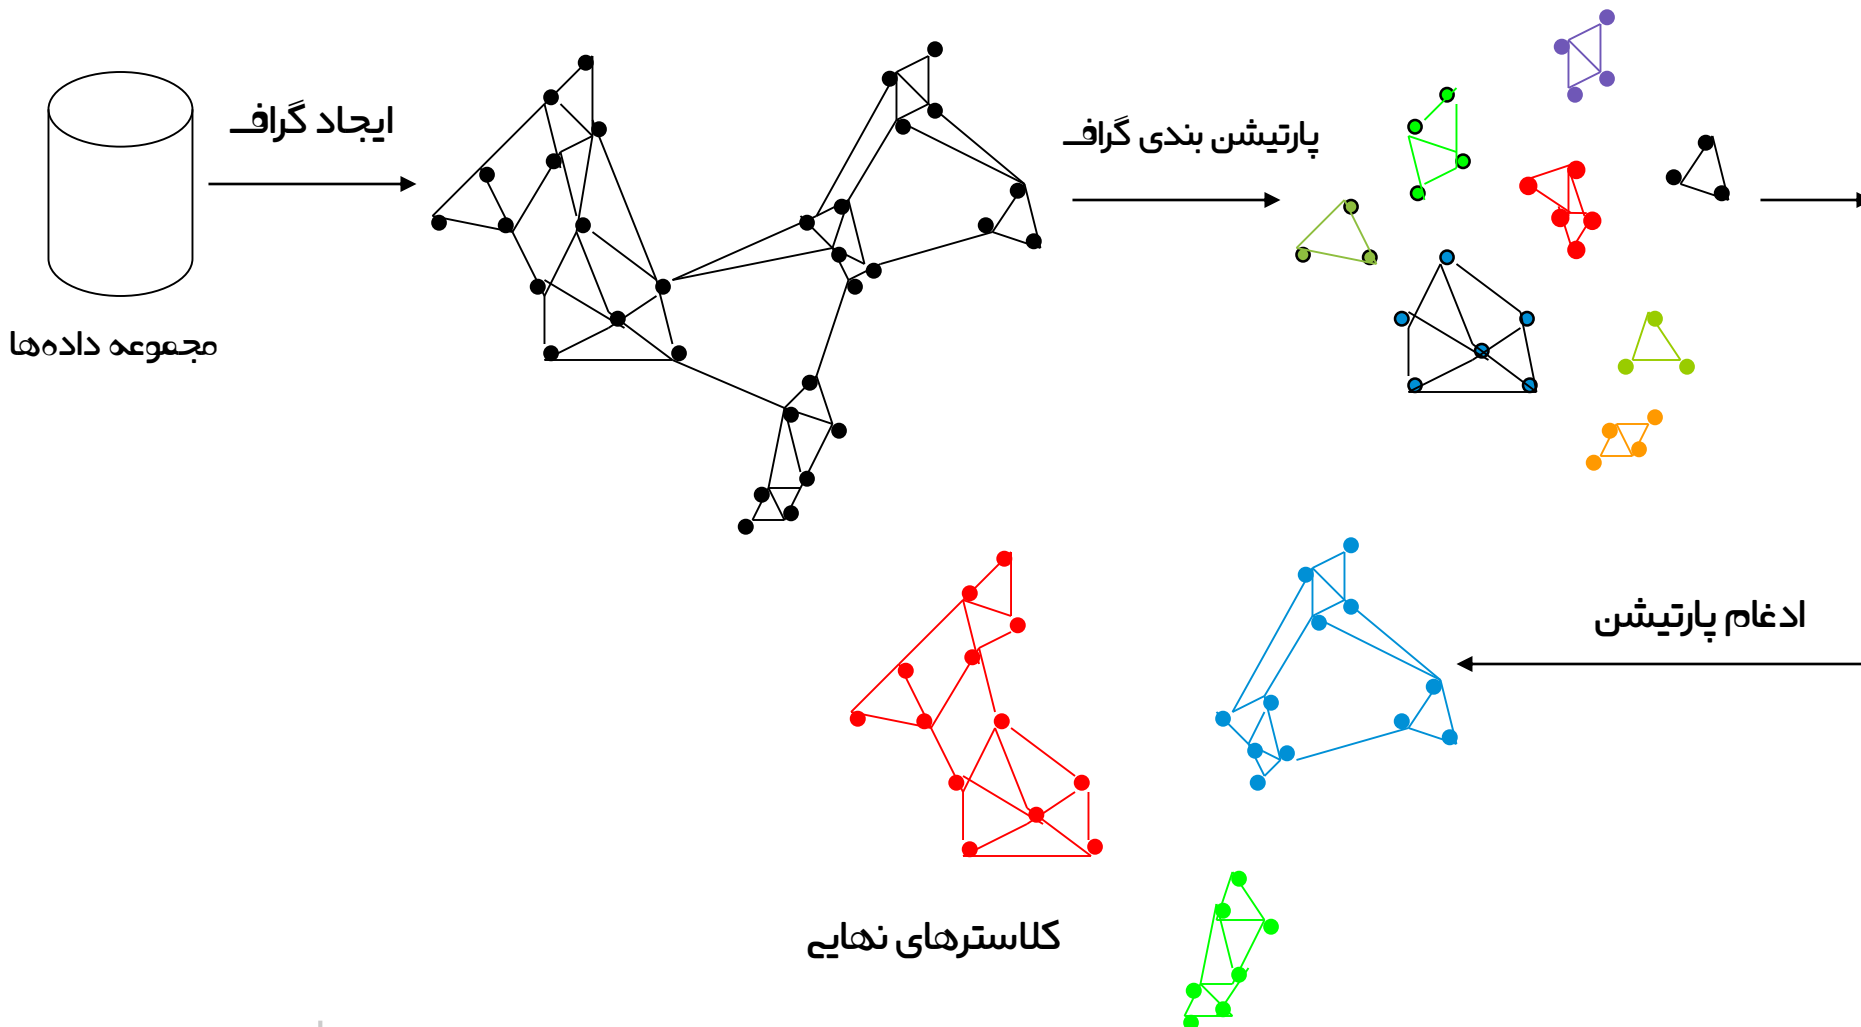 ایجاد گراف
پارتیشن بندی گراف
مجموعه داده‌ها
ادغام پارتیشن
کلاسترهای نهایی